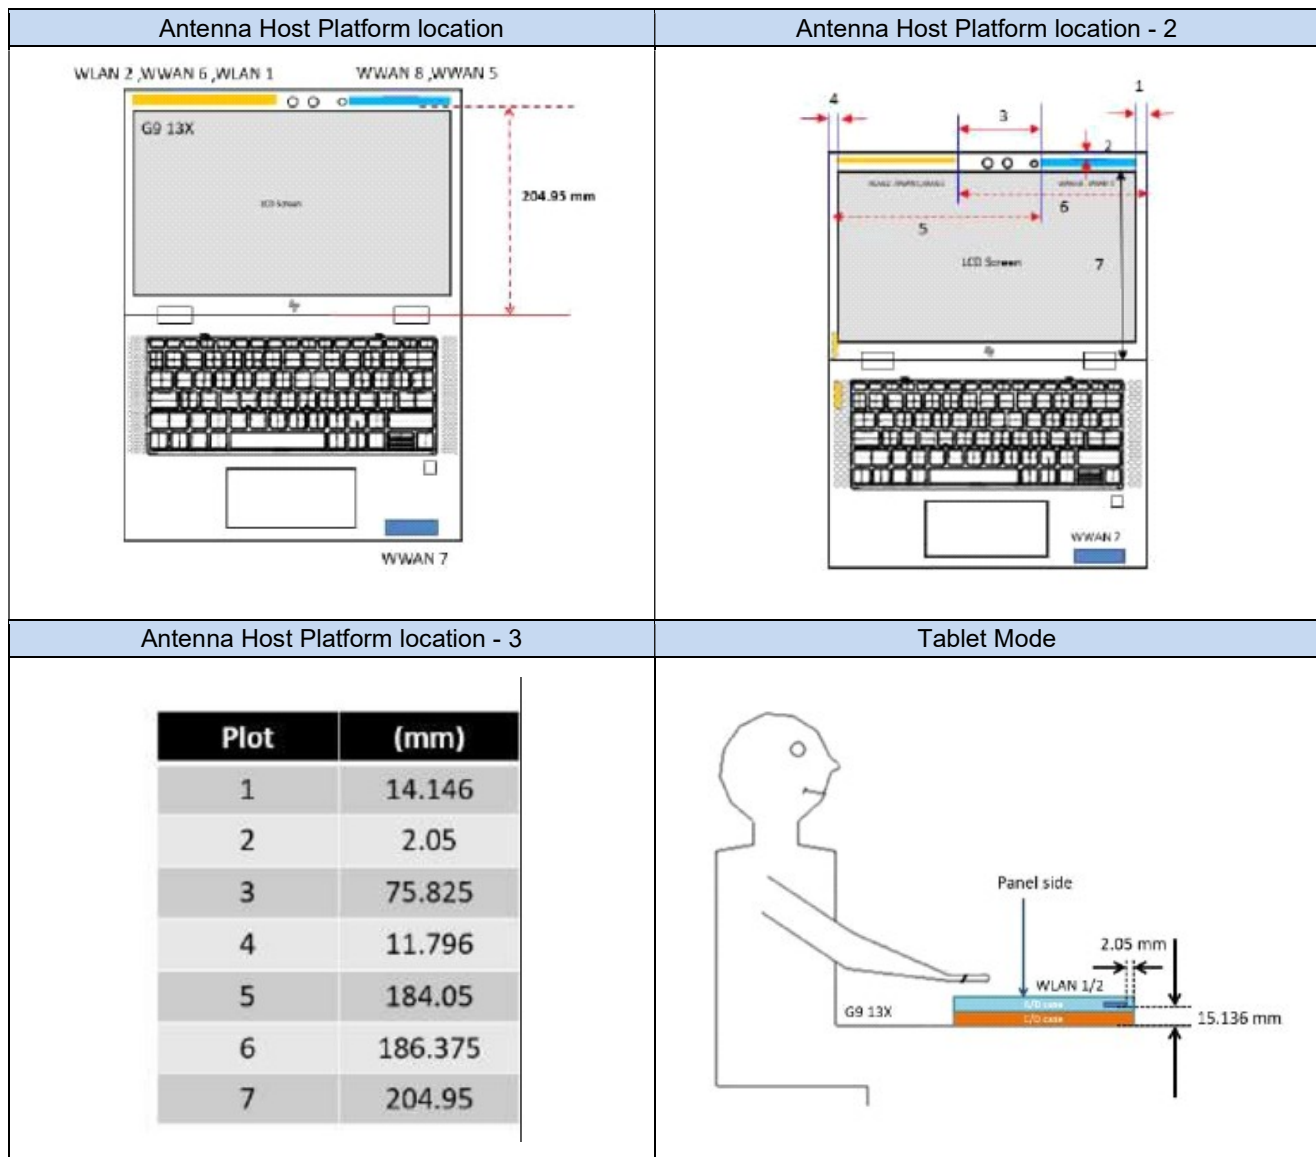 Antenna Host Platform location
WLAN 2 ,WWAN 6 ,WLAN 1
WWAN 8 ,WWAN 5
G9 13X
LCD Screen
204.95 mm
WWAN 7
Antenna Host Platform location - 2
1
4
3
2
6
5
LCD Screen
7
WWAN 7
Antenna Host Platform location - 3
Plot (mm)
1 14.146
2 2.05
3 75.825
4 11.796
5 184.05
6 186.375
7 204.95
Tablet Mode
Panel side
2.05 mm
WLAN 1/2
G9 13X
15.136 mm